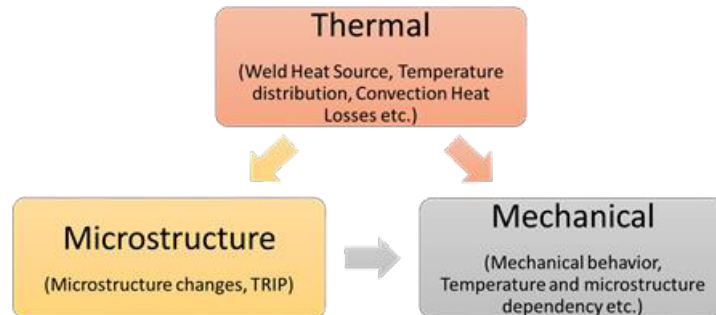 Thermal
(Weld Heat Source, Temperature
distribution, Convection Heat
Losses etc.)
Microstructure
(Microstructure changes, TRIP)
Mechanical
(Mechanical behavior,
Temperature and microstructure
dependency etc.)